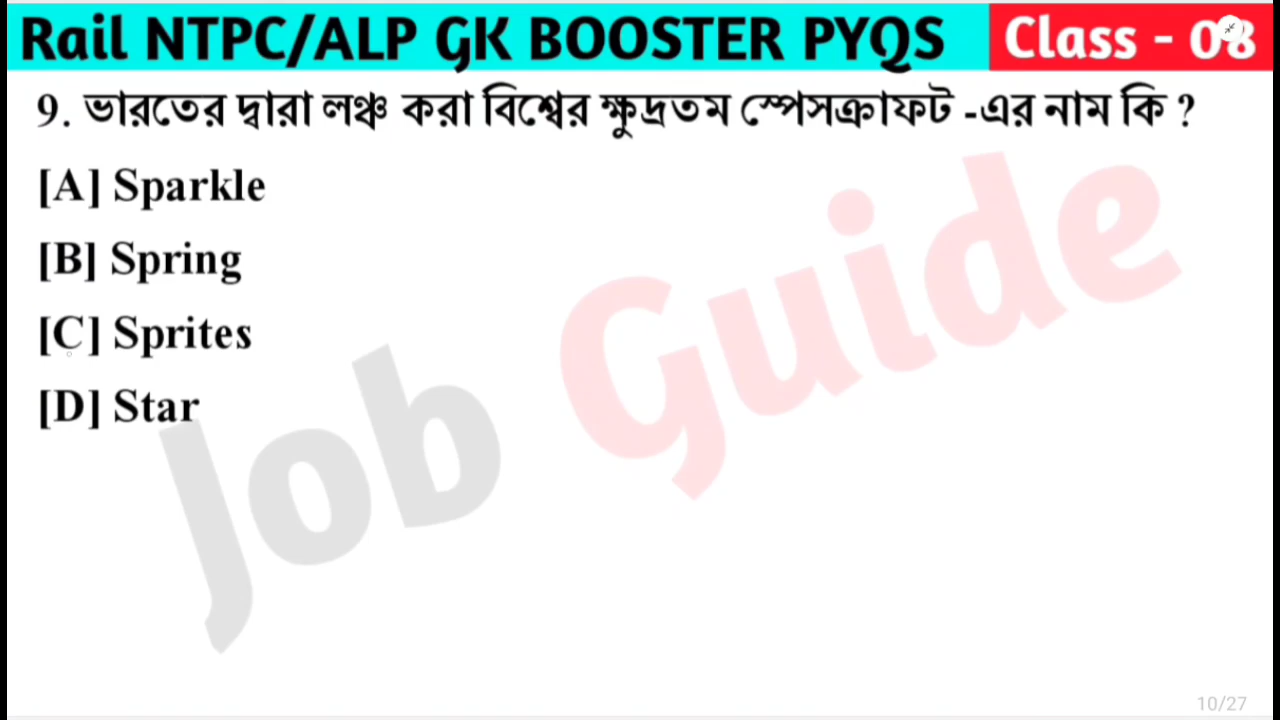 Rail NTPC/ALP GK BOOSTER PYQS Class - 08
9. ভারতের দ্বারা লঞ্চ করা বিশ্বের ক্ষুদ্রতম স্পেসক্রাফট -এর নাম কি ?
[A] Sparkle
[B] Spring
[C] Sprites
[D] Star
Job Guide
10/27